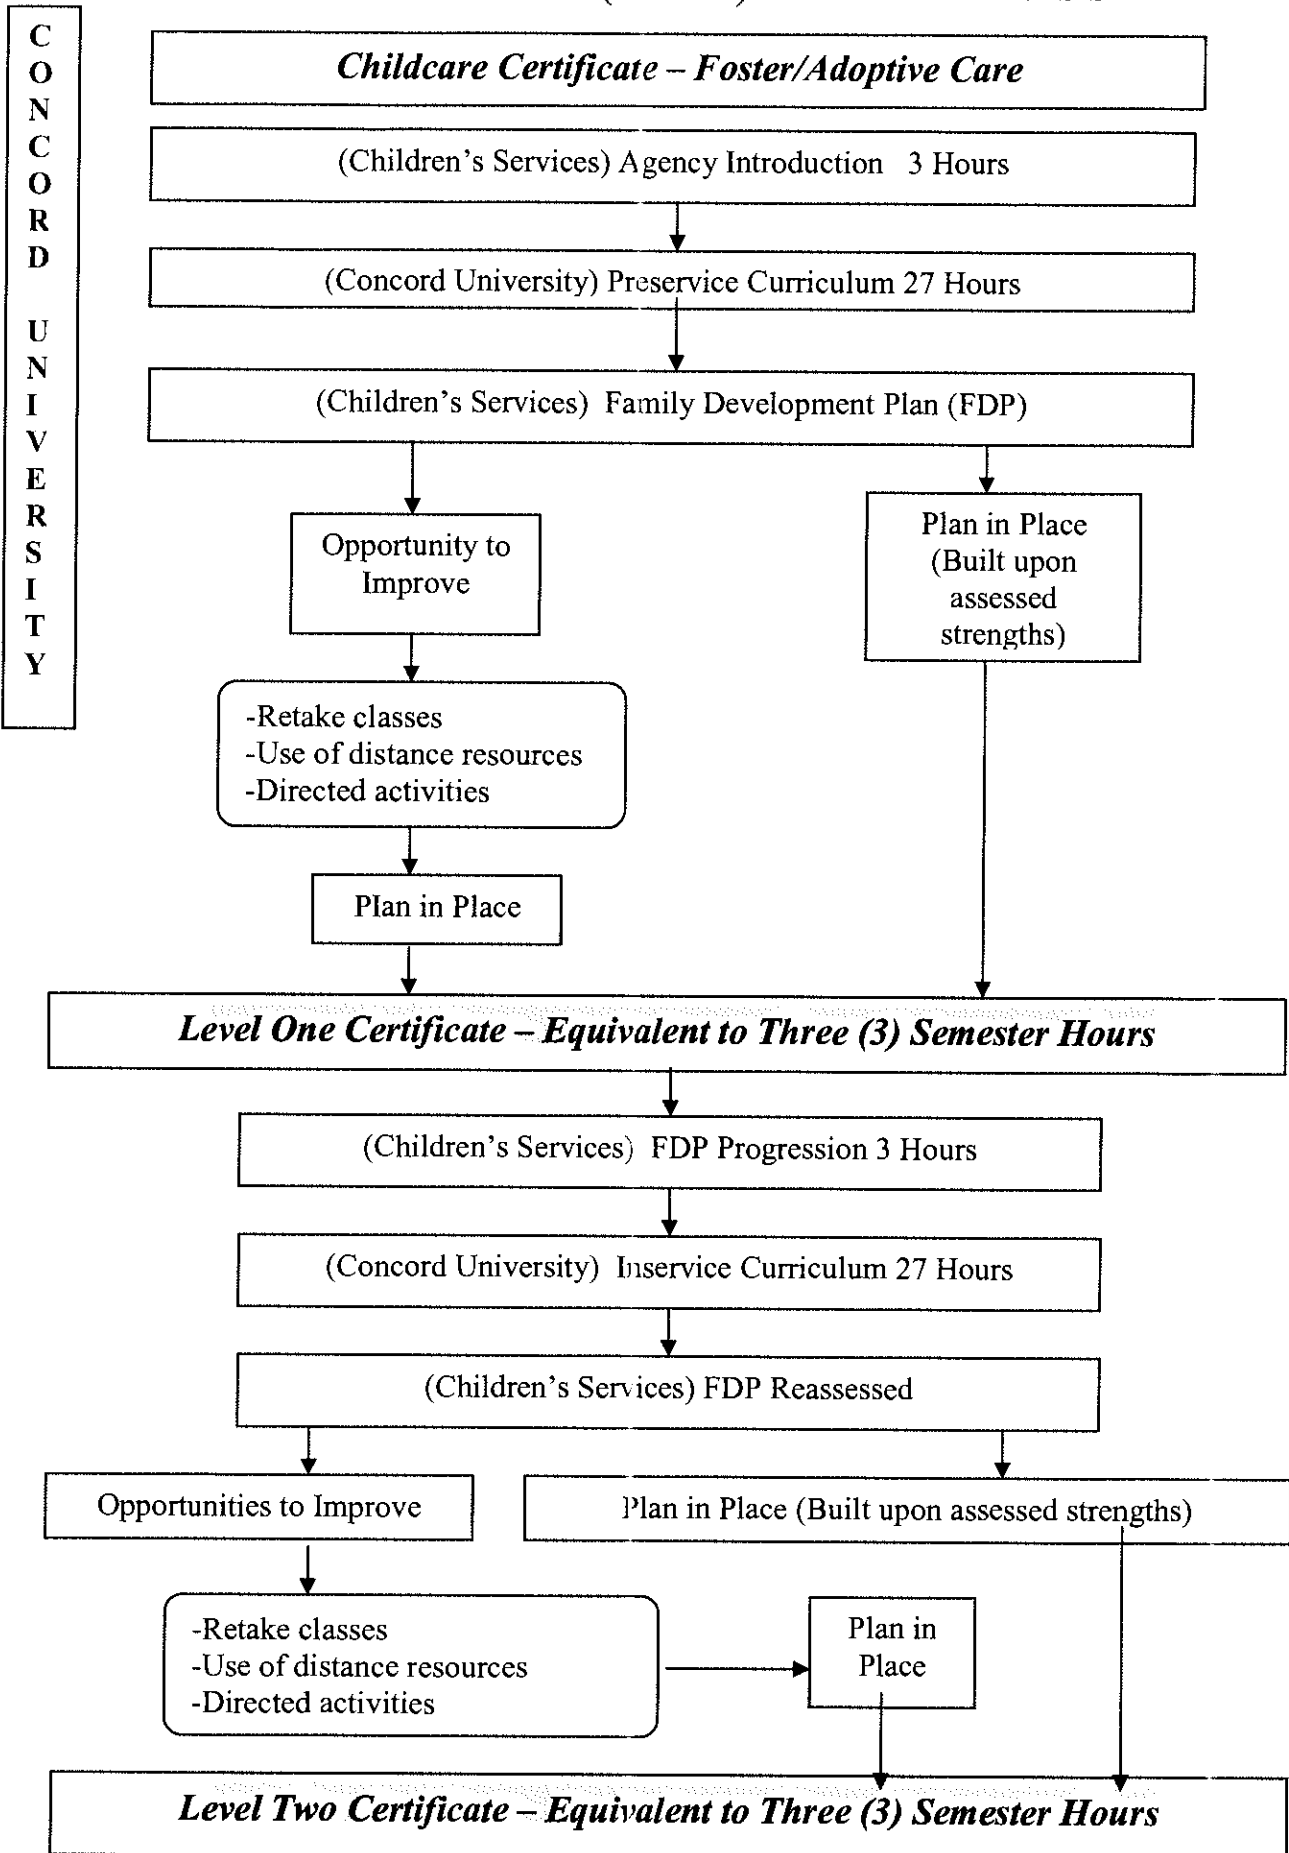 CONCORD UNIVERSITY
Childcare Certificate – Foster/Adoptive Care
(Children's Services) Agency Introduction 3 Hours
(Concord University) Preservice Curriculum 27 Hours
(Children's Services) Family Development Plan (FDP)
Opportunity to
Improve
Plan in Place
(Built upon
assessed
strengths)
-Retake classes
-Use of distance resources
-Directed activities
Plan in Place
Level One Certificate – Equivalent to Three (3) Semester Hours
(Children's Services) FDP Progression 3 Hours
(Concord University) Inservice Curriculum 27 Hours
(Children's Services) FDP Reassessed
Opportunities to Improve
Plan in Place (Built upon assessed strengths)
-Retake classes
-Use of distance resources
-Directed activities
Plan in
Place
Level Two Certificate – Equivalent to Three (3) Semester Hours